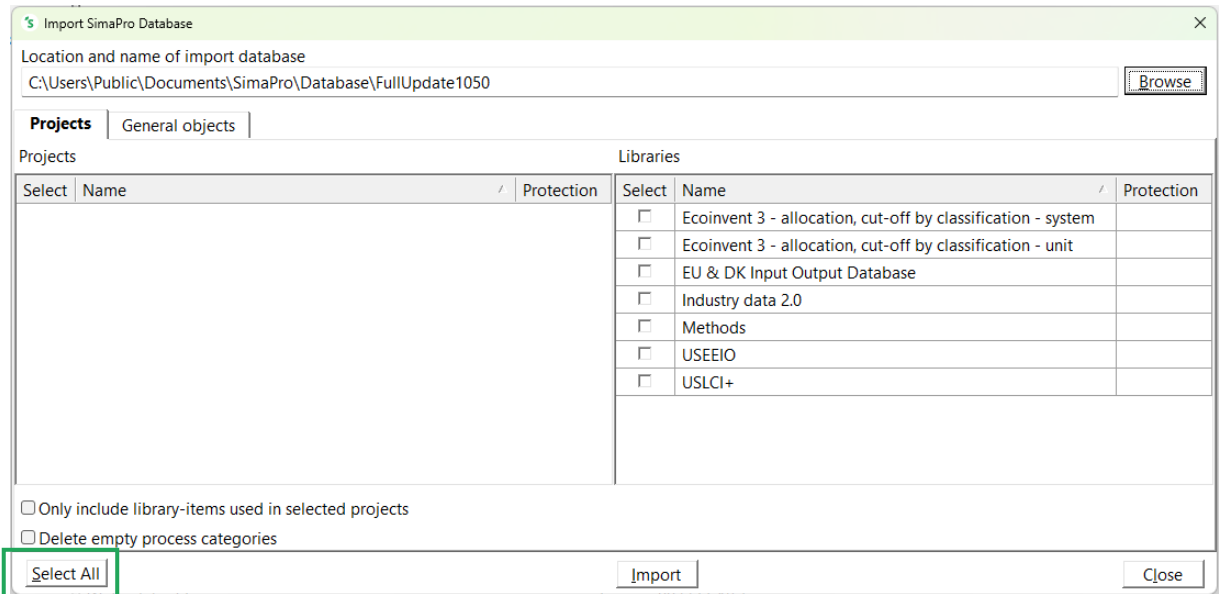 Import SimaPro Database
Location and name of import database
C:\Users\Public\Documents\SimaPro\Database\FullUpdate1050
Browse
Projects General objects
Projects
Select Name Protection
Libraries
Select Name Protection
Ecoinvent 3 - allocation, cut-off by classification - system
Ecoinvent 3 - allocation, cut-off by classification - unit
EU & DK Input Output Database
Industry data 2.0
Methods
USEEIO
USLCI+
Only include library-items used in selected projects
Delete empty process categories
Select All Import Close